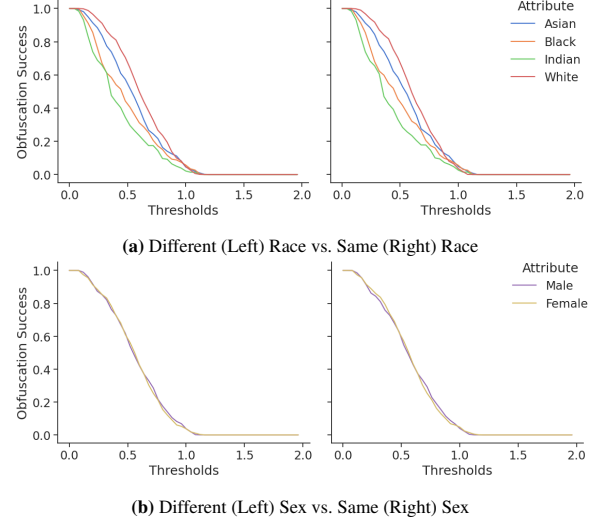 Attribute
Asian
Black
Indian
White
Obfuscation Success
1.0
0.8
0.6
0.4
0.2
0.0
0.0 0.5 1.0 1.5 2.0
0.0 0.5 1.0 1.5 2.0
Thresholds
Thresholds
(a) Different (Left) Race vs. Same (Right) Race
Attribute
Male
Female
Obfuscation Success
1.0
0.8
0.6
0.4
0.2
0.0
0.0 0.5 1.0 1.5 2.0
0.0 0.5 1.0 1.5 2.0
Thresholds
Thresholds
(b) Different (Left) Sex vs. Same (Right) Sex